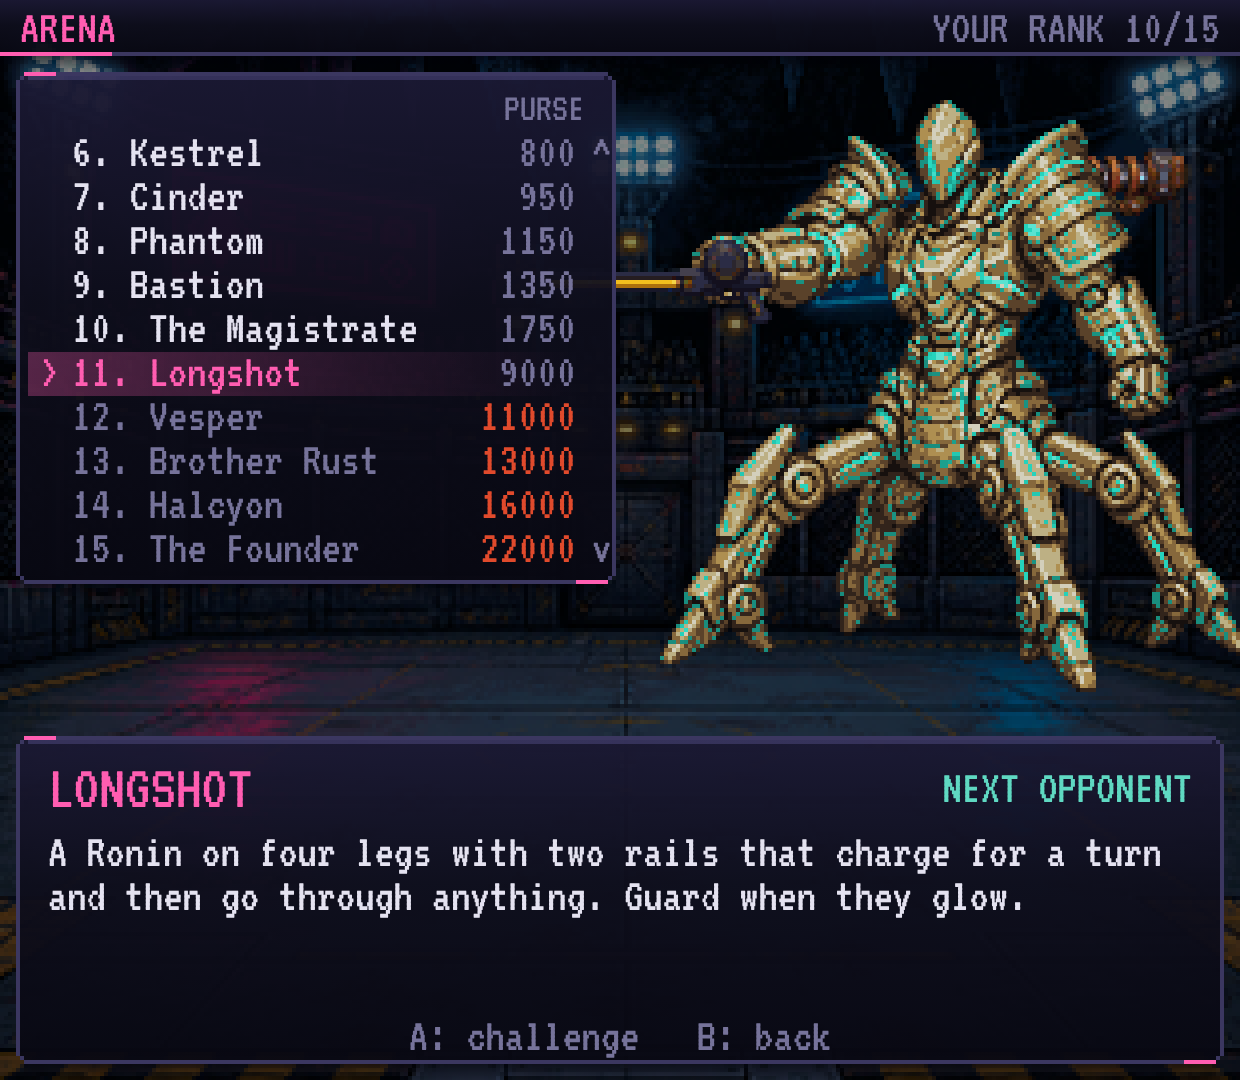 ARENA
YOUR RANK 10/15
PURSE
6. Kestrel 800 ^
7. Cinder 950
8. Phantom 1150
9. Bastion 1350
10. The Magistrate 1750
> 11. Longshot 9000
12. Vesper 11000
13. Brother Rust 13000
14. Halcyon 16000
15. The Founder 22000 v
LONGSHOT
NEXT OPPONENT
A Ronin on four legs with two rails that charge for a turn
and then go through anything. Guard when they glow.
A: challenge B: back